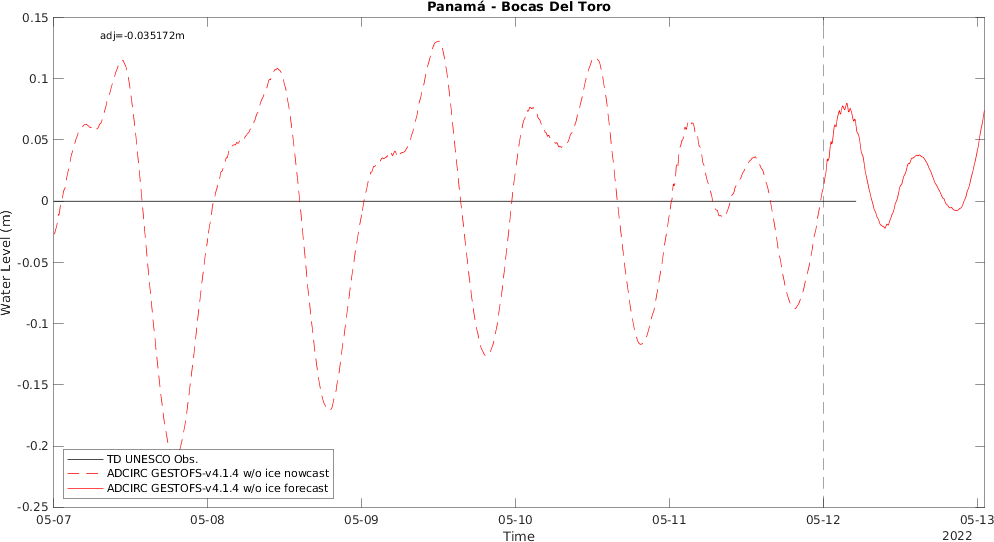 Panamá - Bocas Del Toro
adj=-0.035172m
0.15
0.1
0.05
0
-0.05
-0.1
-0.15
-0.2
-0.25
Water Level (m)
TD UNESCO Obs.
ADCIRC GESTOFS-v4.1.4 w/o ice nowcast
ADCIRC GESTOFS-v4.1.4 w/o ice forecast
05-07 05-08 05-09 05-10 05-11 05-12 05-13
Time
2022